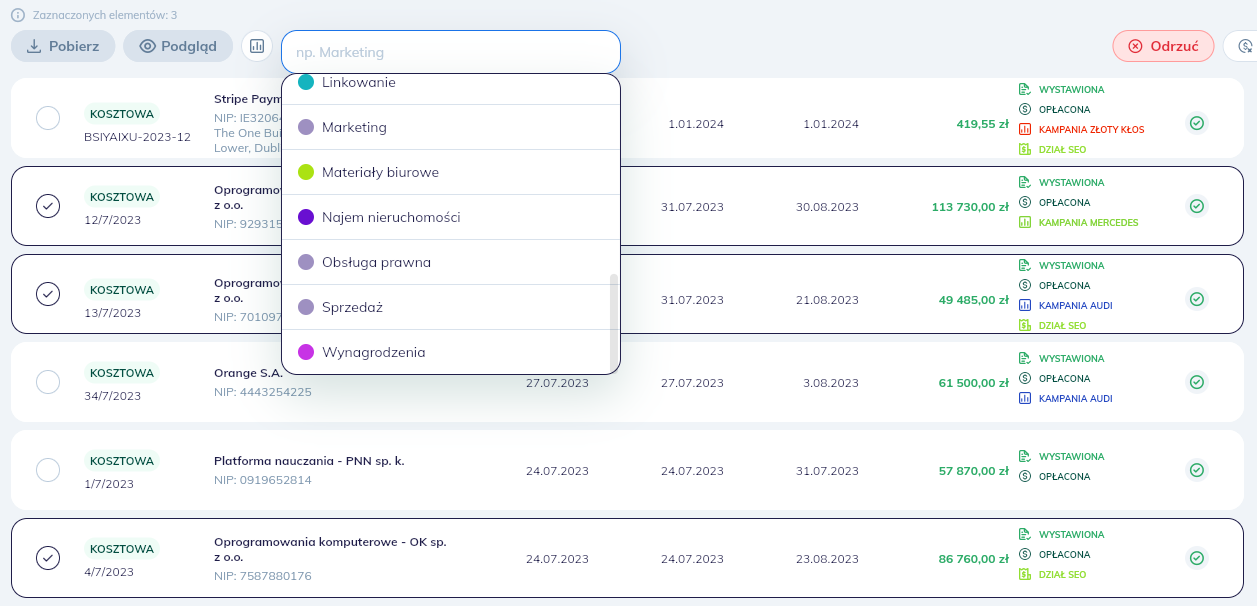 Zaznaczonych elementów: 3
Pobierz
Podgląd
np. Marketing
Odrzuć
Linkowanie
Marketing
Materiały biurowe
Najem nieruchomości
Obsługa prawna
Sprzedaż
Wynagrodzenia
KOSZTOWA
BSIYAIXU-2023-12
Stripe
NIP:
The One
Lower,
1.01.2024
1.01.2024
419,55 zł
WYSTAWIONA
OPŁACONA
KAMPANIA ZŁOTY KŁOS
DZIAŁ SEO
KOSZTOWA
12/7/2023
z o.o.
NIP:
31.07.2023
30.08.2023
113 730,00 zł
WYSTAWIONA
OPŁACONA
KAMPANIA MERCEDES
KOSZTOWA
13/7/2023
z o.o.
NIP:
31.07.2023
21.08.2023
49 485,00 zł
WYSTAWIONA
OPŁACONA
KAMPANIA AUDI
DZIAŁ SEO
KOSZTOWA
34/7/2023
Orange S.A.
NIP: 4443254225
27.07.2023
27.07.2023
3.08.2023
61 500,00 zł
WYSTAWIONA
OPŁACONA
KAMPANIA AUDI
KOSZTOWA
1/7/2023
Platforma nauczania - PNN sp. k.
NIP: 0919652814
24.07.2023
24.07.2023
31.07.2023
57 870,00 zł
WYSTAWIONA
OPŁACONA
KOSZTOWA
4/7/2023
Oprogramowania komputerowe - OK sp.
z o.o.
NIP: 7587880176
24.07.2023
24.07.2023
23.08.2023
86 760,00 zł
WYSTAWIONA
OPŁACONA
DZIAŁ SEO